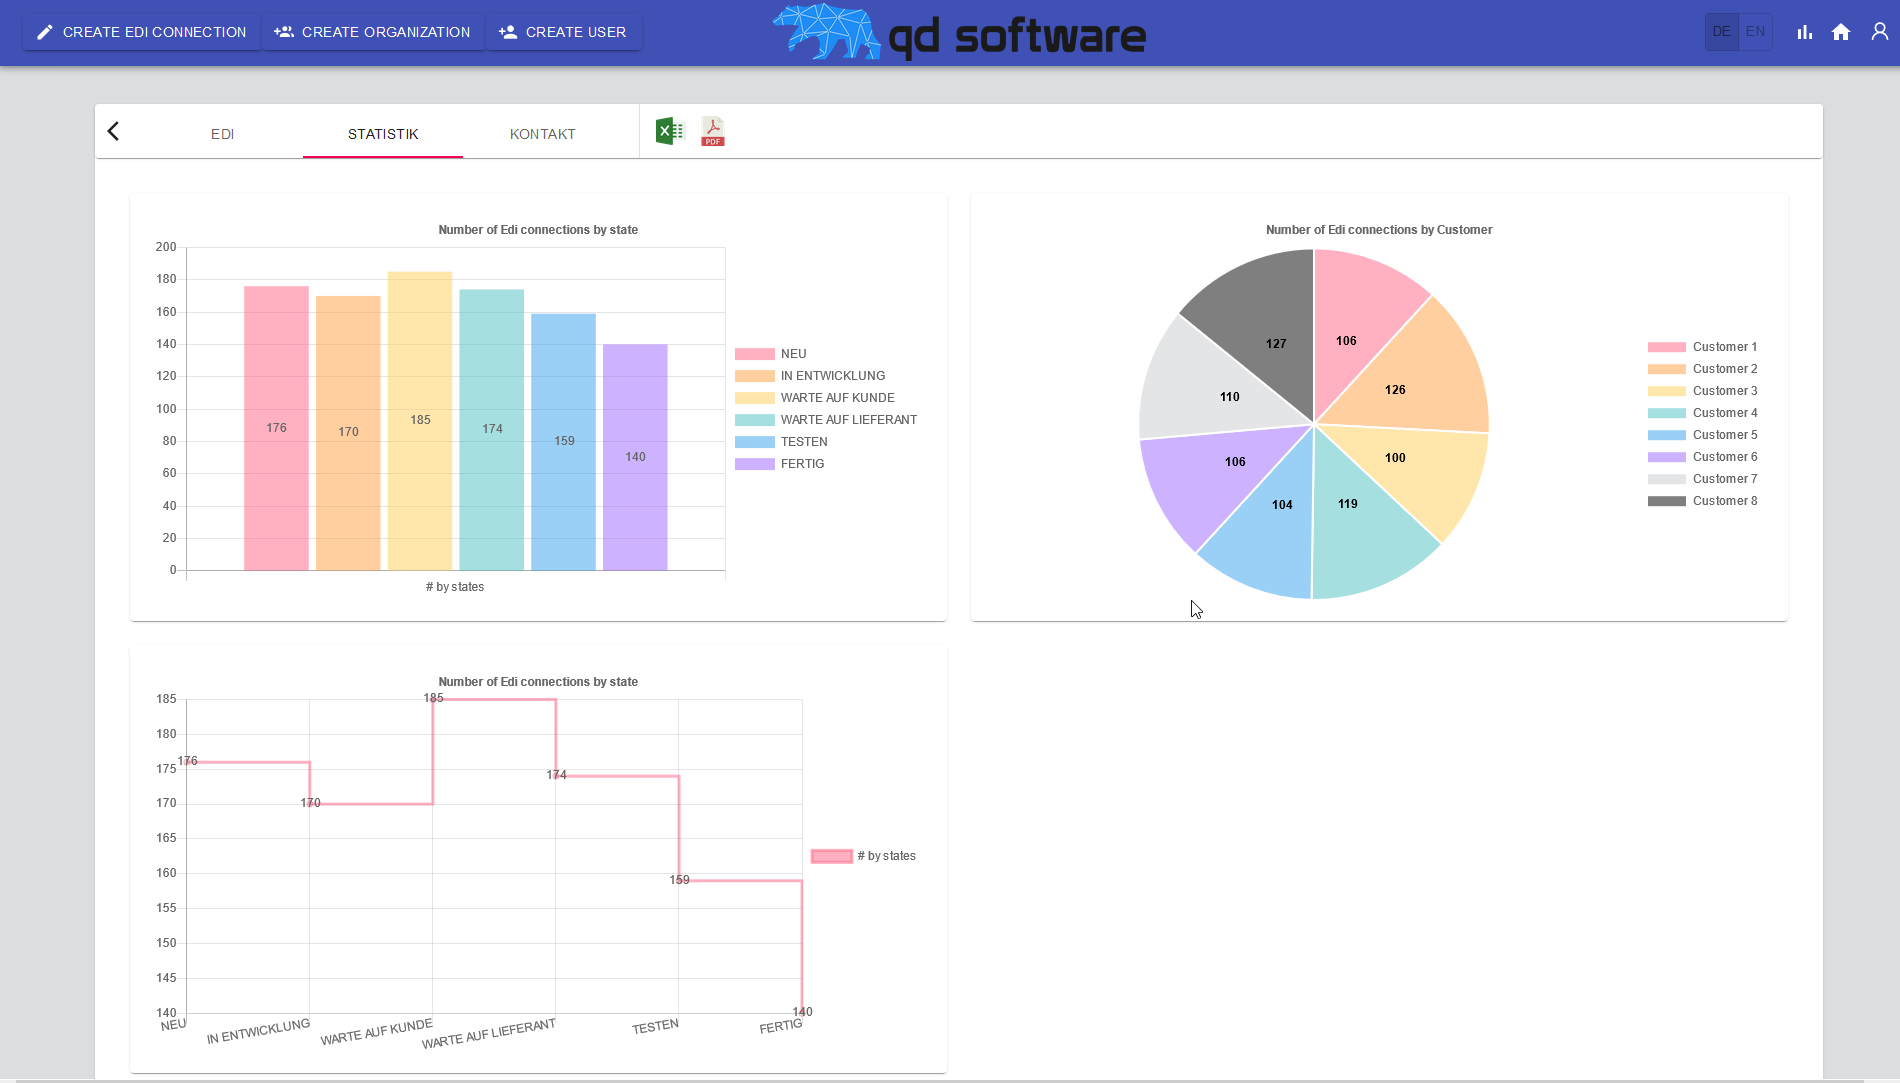 CREATE EDI CONNECTION CREATE ORGANIZATION CREATE USER qd software DE EN
EDI STATISTIK KONTAKT PDF
Number of Edi connections by state
200
180
160
140
120
100
80
60
40
20
0
176 170 185 174 159 140
# by states
NEU
IN ENTWICKLUNG
WARTE AUF KUNDE
WARTE AUF LIEFERANT
TESTEN
FERTIG
Number of Edi connections by Customer
106
126
100
119
104
106
110
127
Customer 1
Customer 2
Customer 3
Customer 4
Customer 5
Customer 6
Customer 7
Customer 8
Number of Edi connections by state
185
180
175
170
165
160
155
150
145
140
176 170 185 174 159 140
NEU IN ENTWICKLUNG WARTE AUF KUNDE WARTE AUF LIEFERANT TESTEN FERTIG
# by states